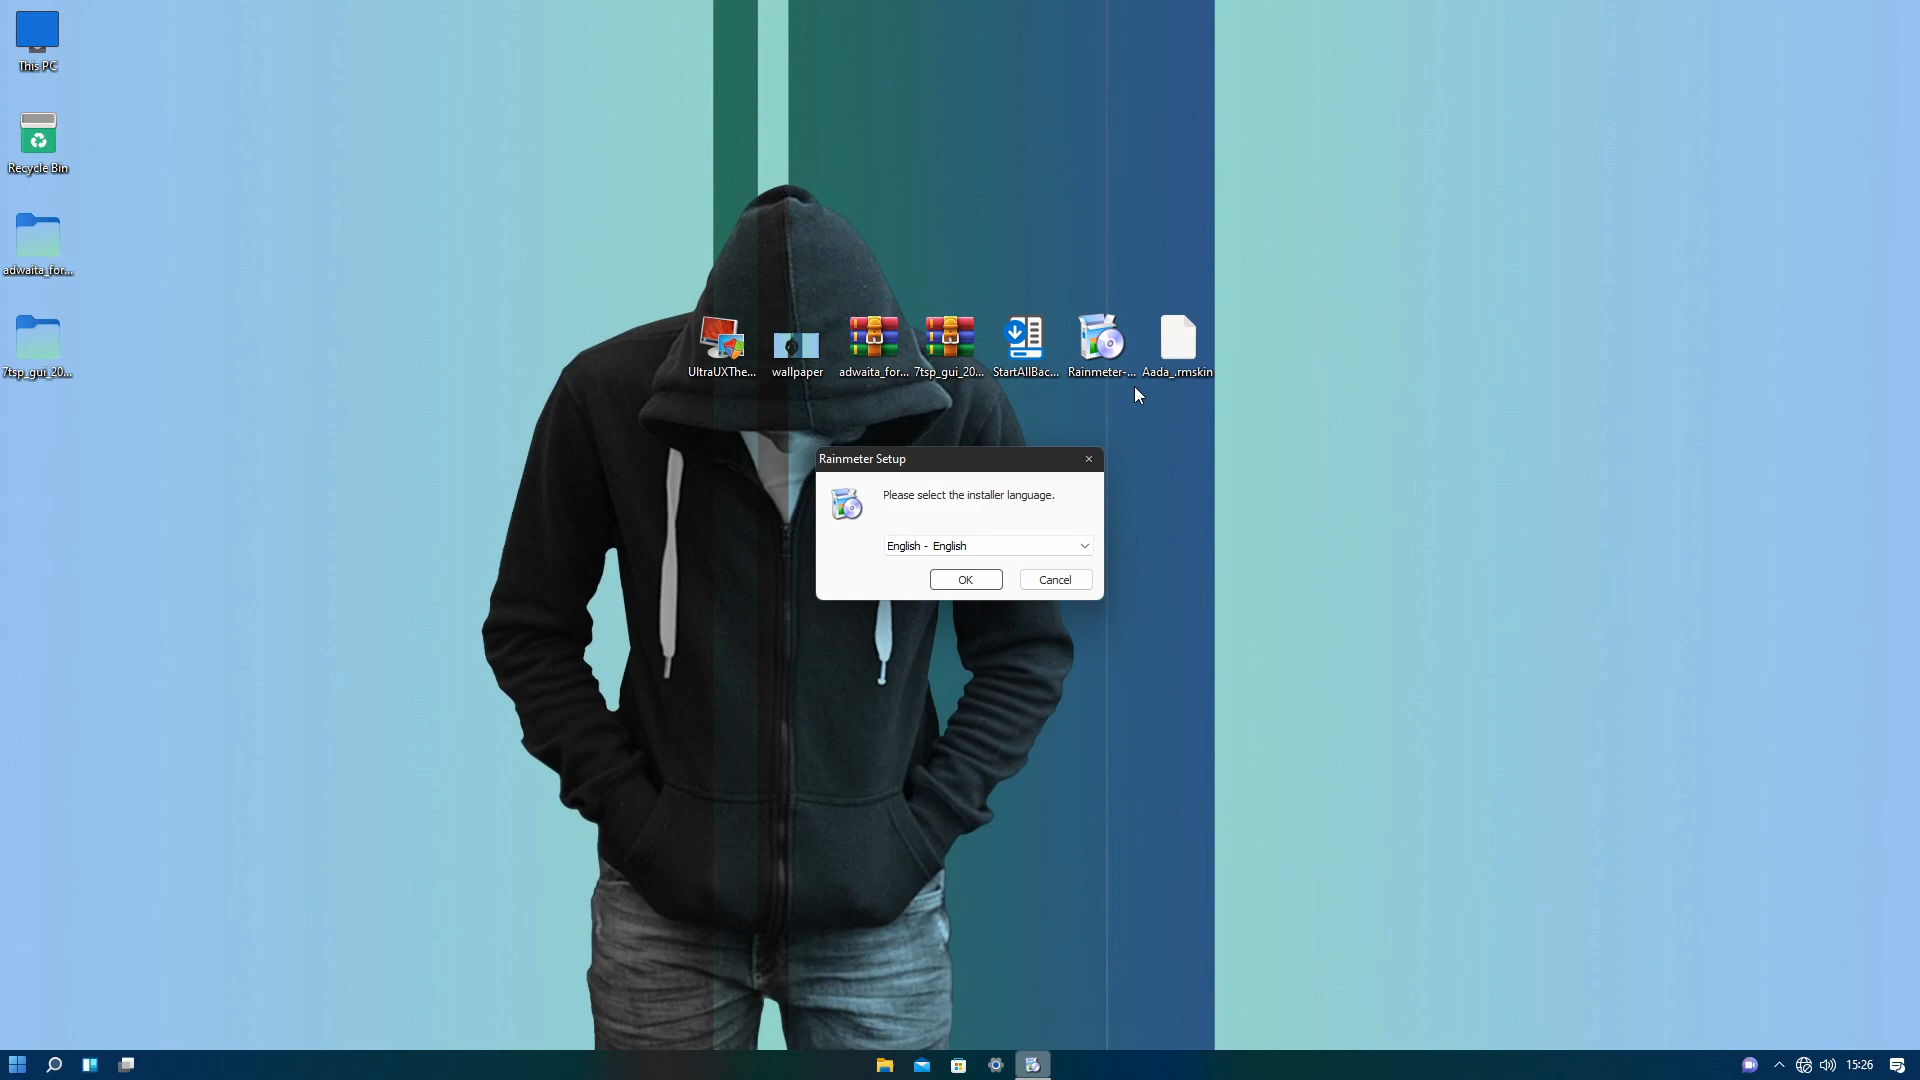 This PC
Recycle Bin
adwaita_for...
7tsp_gui_20...
UltraUXThe...
wallpaper
adwaita_for...
7tsp_gui_20...
StartAllBac...
Rainmeter-...
Aada_.rmskin
Rainmeter Setup
Please select the installer language.
English - English
OK
Cancel
15:26